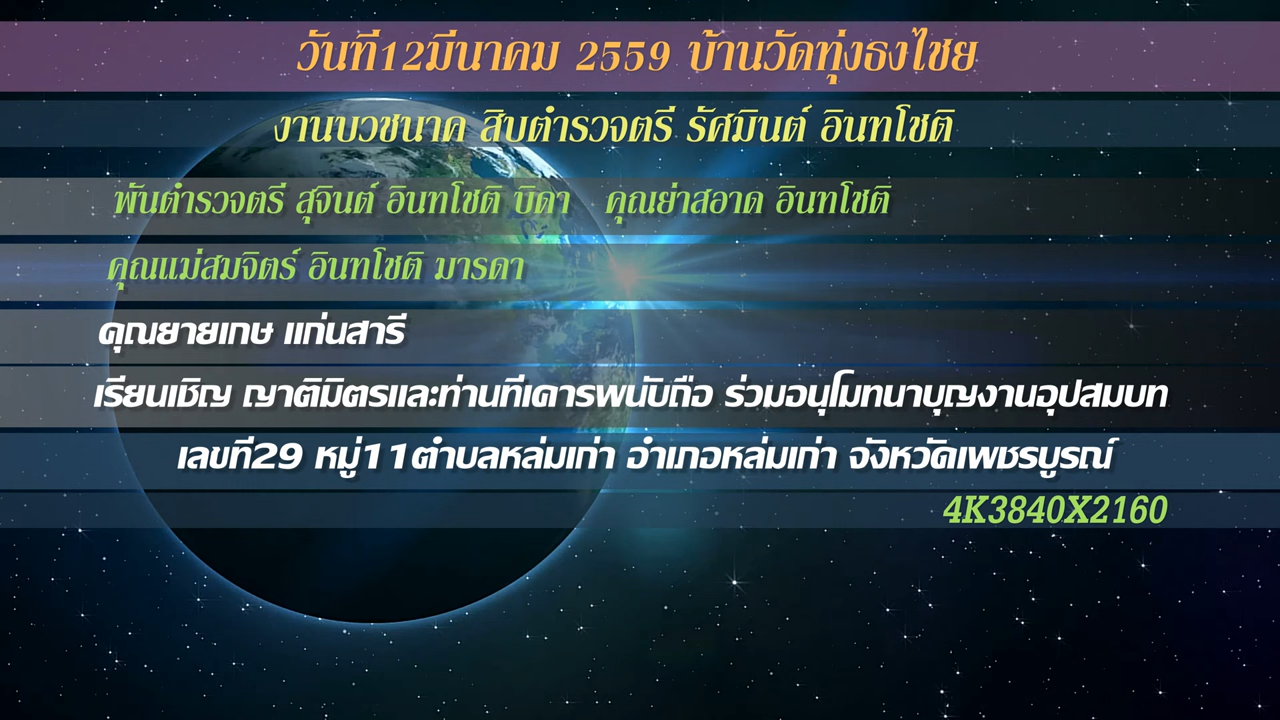 วันที่12มีนาคม 2559 บ้านวัดทุ่งธงไชย
งานบวชนาค สิบตำรวจตรี รัศมินต์ อินทโชติ
พันตำรวจตรี สุจินต์ อินทโชติ บิดา คุณย่าสอาด อินทโชติ
คุณแม่สมจิตร์ อินทโชติ มารดา
คุณยายเกษ แก่นสารี
เรียนเชิญ ญาติมิตรและท่านที่เคารพนับถือ ร่วมอนุโมทนาบุญงานอุปสมบท
เลขที่29 หมู่11ตำบลหล่มเก่า อำเภอหล่มเก่า จังหวัดเพชรบูรณ์
4K3840X2160